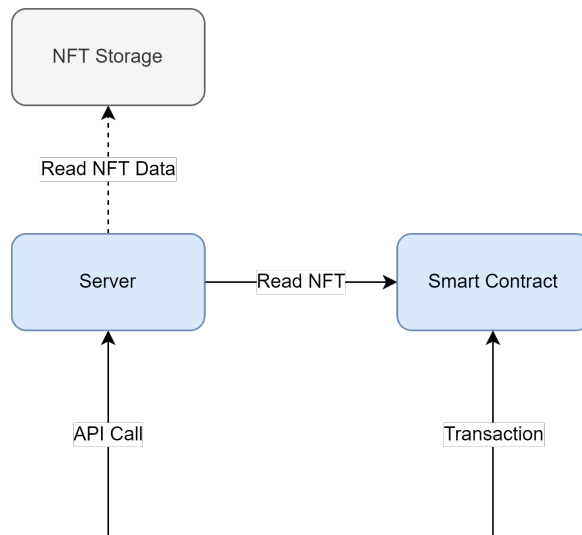 NFT Storage
Read NFT Data
Server
Read NFT
Smart Contract
API Call
Transaction